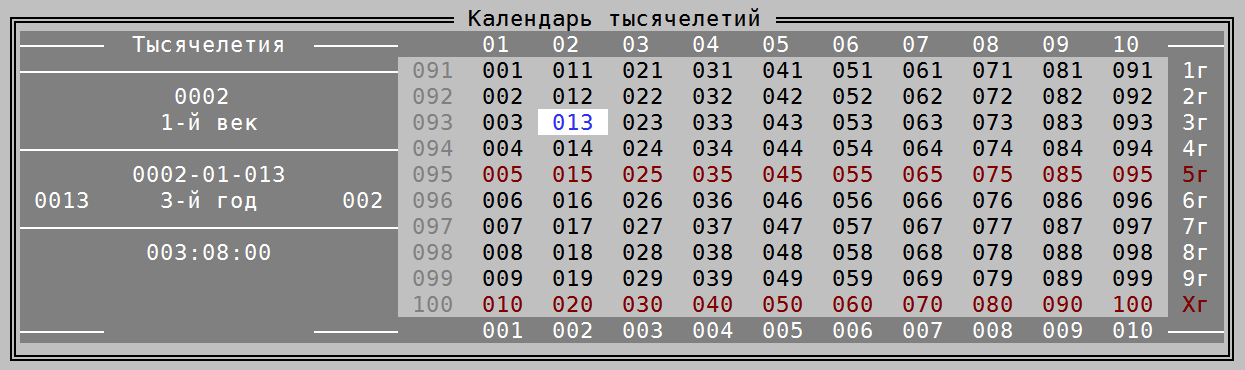 Календарь тысячелетий
Тысячелетия 01 02 03 04 05 06 07 08 09 10
091 001 011 021 031 041 051 061 071 081 091 1г
0002 092 002 012 022 032 042 052 062 072 082 092 2г
1-й век 093 003 013 023 033 043 053 063 073 083 093 3г
094 004 014 024 034 044 054 064 074 084 094 4г
0002-01-013 095 005 015 025 035 045 055 065 075 085 095 5г
0013 3-й год 002 096 006 016 026 036 046 056 066 076 086 096 6г
097 007 017 027 037 047 057 067 077 087 097 7г
003:08:00 098 008 018 028 038 048 058 068 078 088 098 8г
099 009 019 029 039 049 059 069 079 089 099 9г
100 010 020 030 040 050 060 070 080 090 100 Xг
001 002 003 004 005 006 007 008 009 010